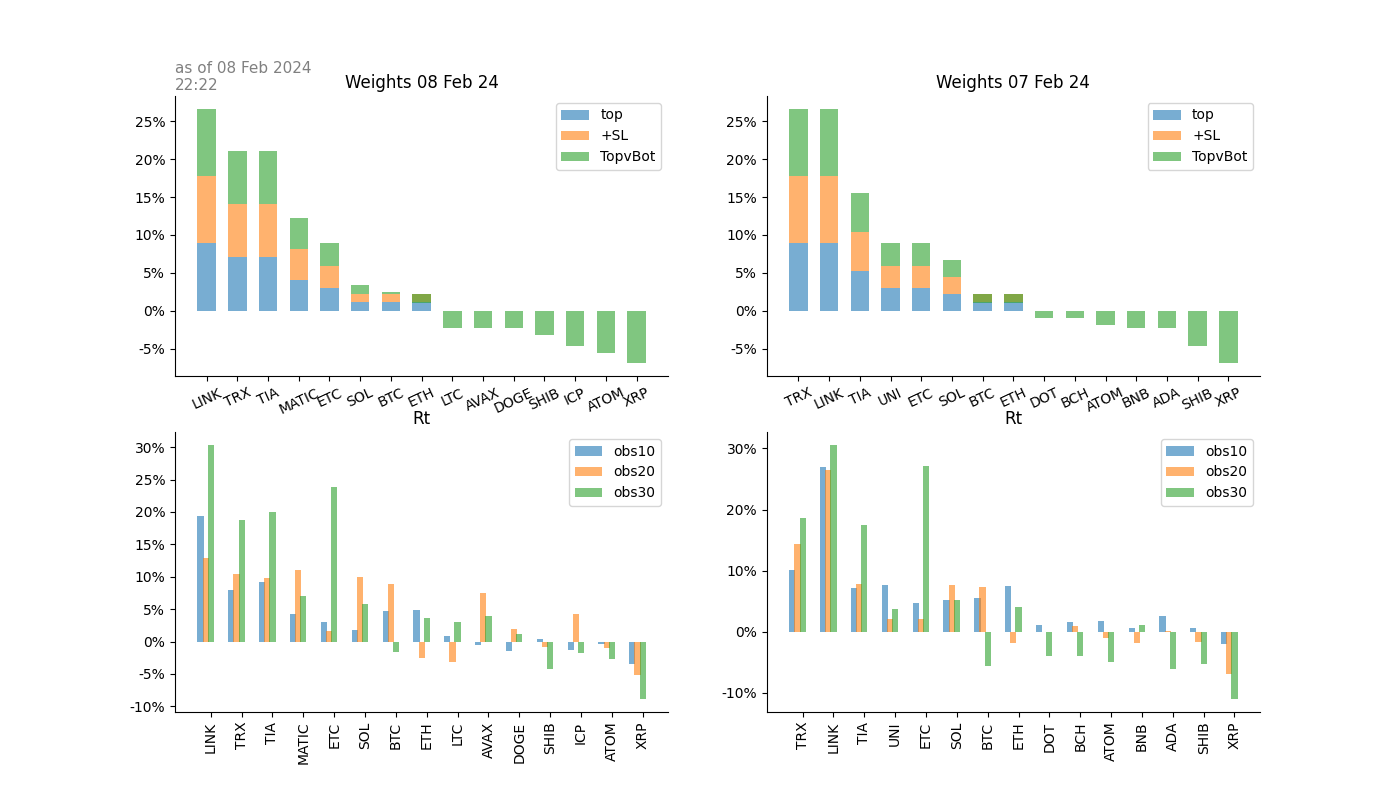 as of 08 Feb 2024
22:22
Weights 08 Feb 24
25%
20%
15%
10%
5%
0%
-5%
top
+SL
TopvBot
LINK TRX TIA MATIC ETC SOL BTC ETH LTC AVAX DOGE SHIB ICP ATOM XRP
Weights 07 Feb 24
25%
20%
15%
10%
5%
0%
-5%
top
+SL
TopvBot
TRX LINK TIA UNI ETC SOL BTC ETH DOT BCH ATOM BNB ADA SHIB XRP
Rt
30%
25%
20%
15%
10%
5%
0%
-5%
-10%
obs10
obs20
obs30
LINK TRX TIA MATIC ETC SOL BTC ETH LTC AVAX DOGE SHIB ICP ATOM XRP
Rt
30%
20%
10%
0%
-10%
obs10
obs20
obs30
TRX LINK TIA UNI ETC SOL BTC ETH DOT BCH ATOM BNB ADA SHIB XRP